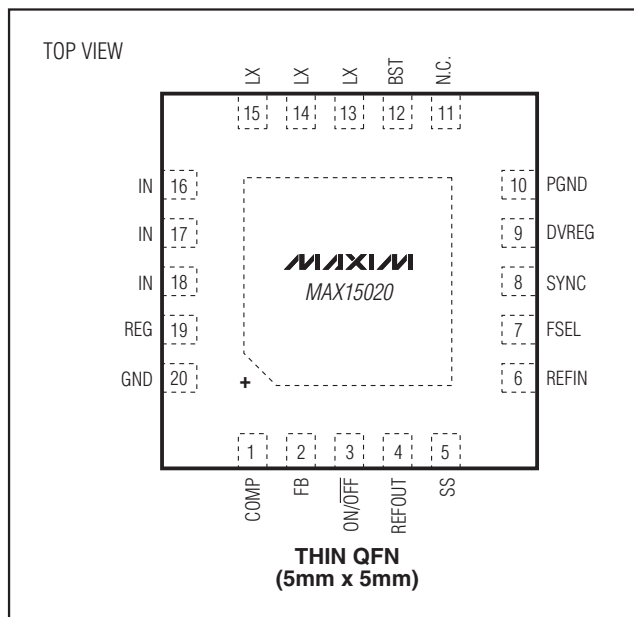 TOP VIEW
LX LX LX BST N.C.
15 14 13 12 11
IN 16
IN 17
IN 18
REG 19
GND 20
10 PGND
9 DVREG
8 SYNC
7 FSEL
6 REFIN
MAXIM
MAX15020
+
1 2 3 4 5
COMP FB ON/OFF REFOUT SS
THIN QFN
(5mm x 5mm)